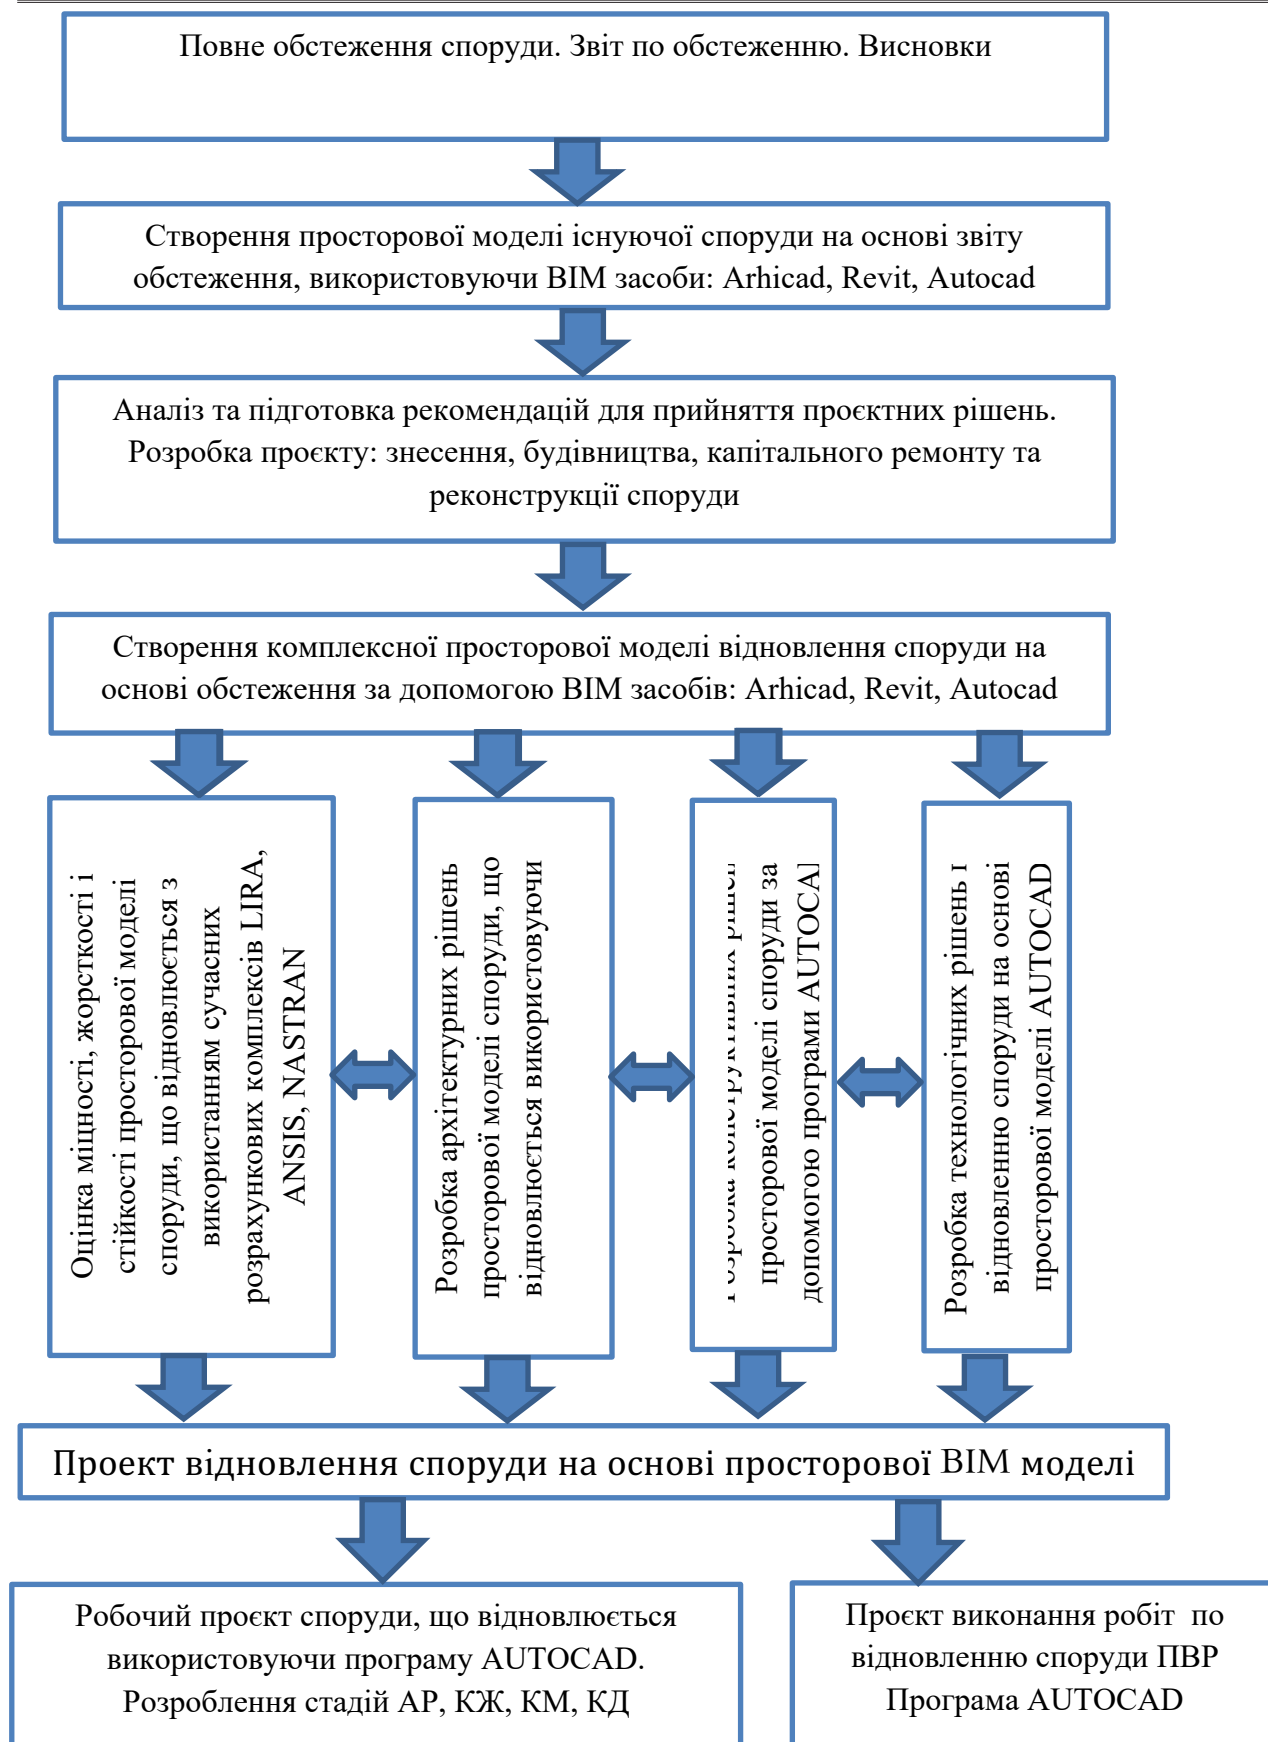 Повне обстеження споруди. Звіт по обстеженню. Висновки
Створення просторової моделі існуючої споруди на основі звіту
обстеження, використовуючи BIM засоби: Arhicad, Revit, Autocad
Аналіз та підготовка рекомендацій для прийняття проєктних рішень.
Розробка проєкту: знесення, будівництва, капітального ремонту та
реконструкції споруди
Створення комплексної просторової моделі відновлення споруди на
основі обстеження за допомогою BIM засобів: Arhicad, Revit, Autocad
Оцінка міцності, жорсткості і
стійкості просторової моделі
споруди, що відновлюється з
використанням сучасних
розрахункових комплексів LIRA,
ANSIS, NASTRAN
Розробка архітектурних рішень
просторової моделі споруди, що
відновлюється використовуючи
Розробка конструктивних
просторової моделі споруди за
допомогою програми
Розробка технологічних рішень
відновленню споруди на основі
просторової моделі AUTOCAD
Проект відновлення споруди на основі просторової BIM моделі
Робочий проєкт споруди, що відновлюється
використовуючи програму AUTOCAD.
Розроблення стадій АР, КЖ, КМ, КД
Проєкт виконання робіт по
відновленню споруди ПВР
Програма AUTOCAD